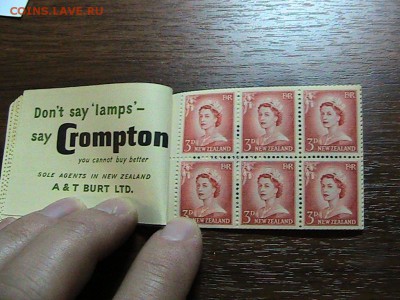 COINS.LAVE.RU
Don't say 'lamps'–
say Crompton
you cannot buy better
SOLE AGENTS IN NEW ZEALAND
A & T BURT LTD.
E R
3D
NEW ZEALAND
E R
3D
NEW ZEALAND
E R
3D
NEW ZEALAND
E R
3D
NEW ZEALAND
E R
3D
NEW ZEALAND
E R
3D
NEW ZEALAND